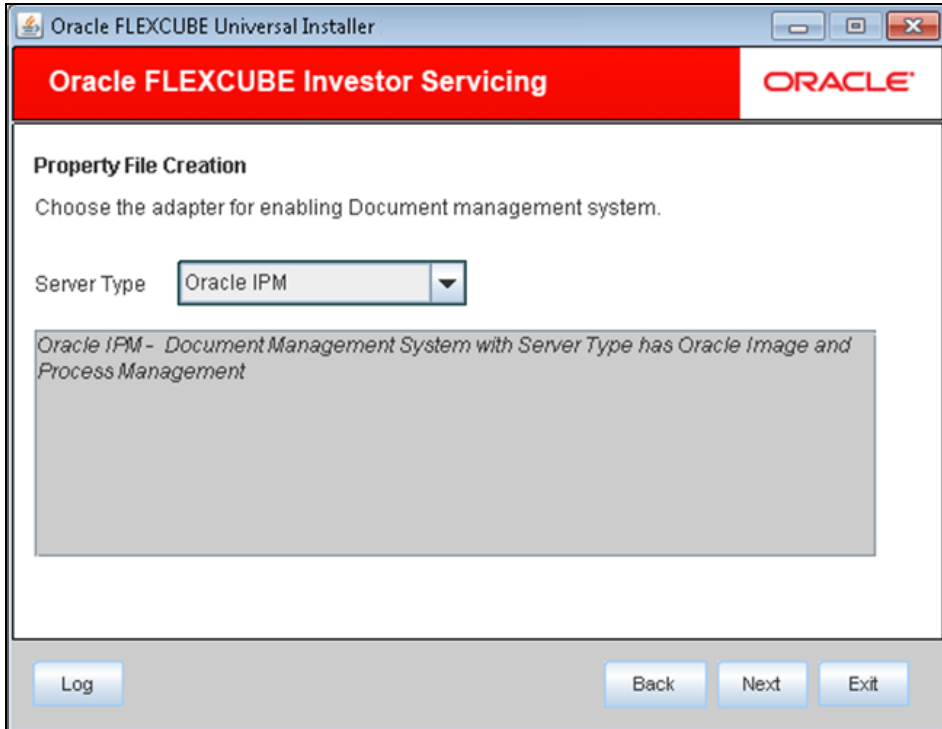 Oracle FLEXCUBE Universal Installer
Oracle FLEXCUBE Investor Servicing
ORACLE®
Property File Creation
Choose the adapter for enabling Document management system.
Server Type
Oracle IPM
Oracle IPM - Document Management System with Server Type has Oracle Image and
Process Management
Log
Back
Next
Exit